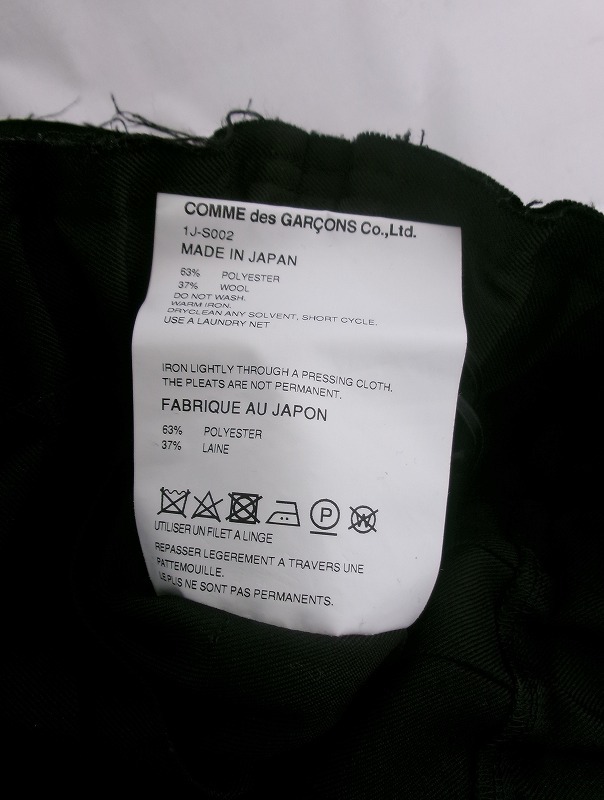 COMME des GARÇONS Co.,Ltd.
1J-S002
MADE IN JAPAN
63% POLYESTER
37% WOOL
DO NOT WASH.
WARM IRON.
DRYCLEAN ANY SOLVENT, SHORT CYCLE.
USE A LAUNDRY NET
IRON LIGHTLY THROUGH A PRESSING CLOTH.
THE PLEATS ARE NOT PERMANENT.
FABRIQUE AU JAPON
63% POLYESTER
37% LAINE
P W
UTILISER UN FILET A LINGE
REPASSER LEGEREMENT A TRAVERS UNE
PATTEMOUILLE.
LE PLIS NE SONT PAS PERMANENTS.